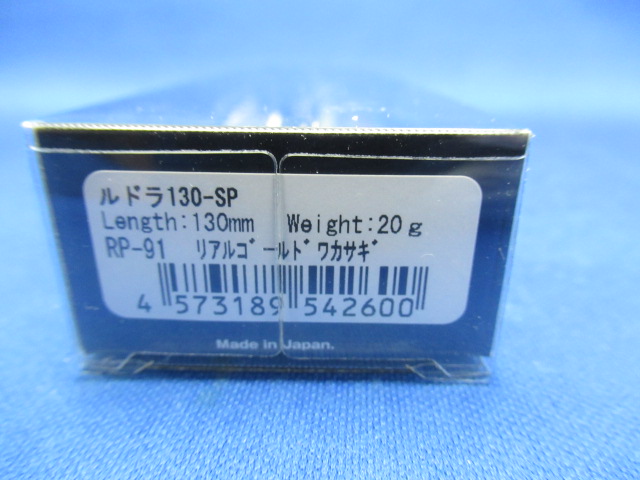 ルドラ130-SP
Length:130mm Weight:20g
RP-91 リアルゴールドワカサギ
4 573189 542600
Made in Japan.